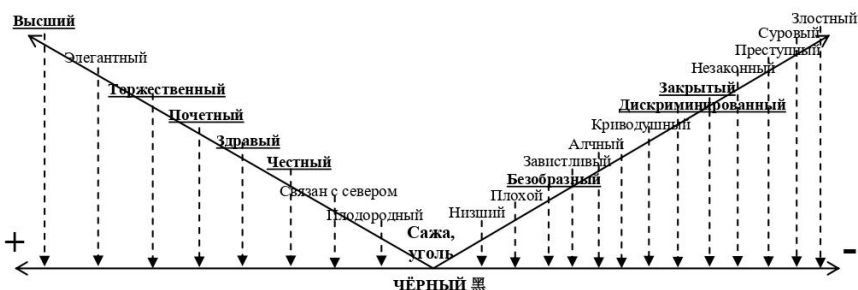 Высший
Элегантный
Торжественный
Почетный
Здравый
Честный
Связан с севером
Плодородный
Сажа,
уголь
Низший
Плохой
Безобразный
Завистливый
Алчный
Криводушный
Дискриминированный
Закрытый
Незаконный
Преступный
Суровый
Злостный
+
-
ЧЁРНЫЙ 黑